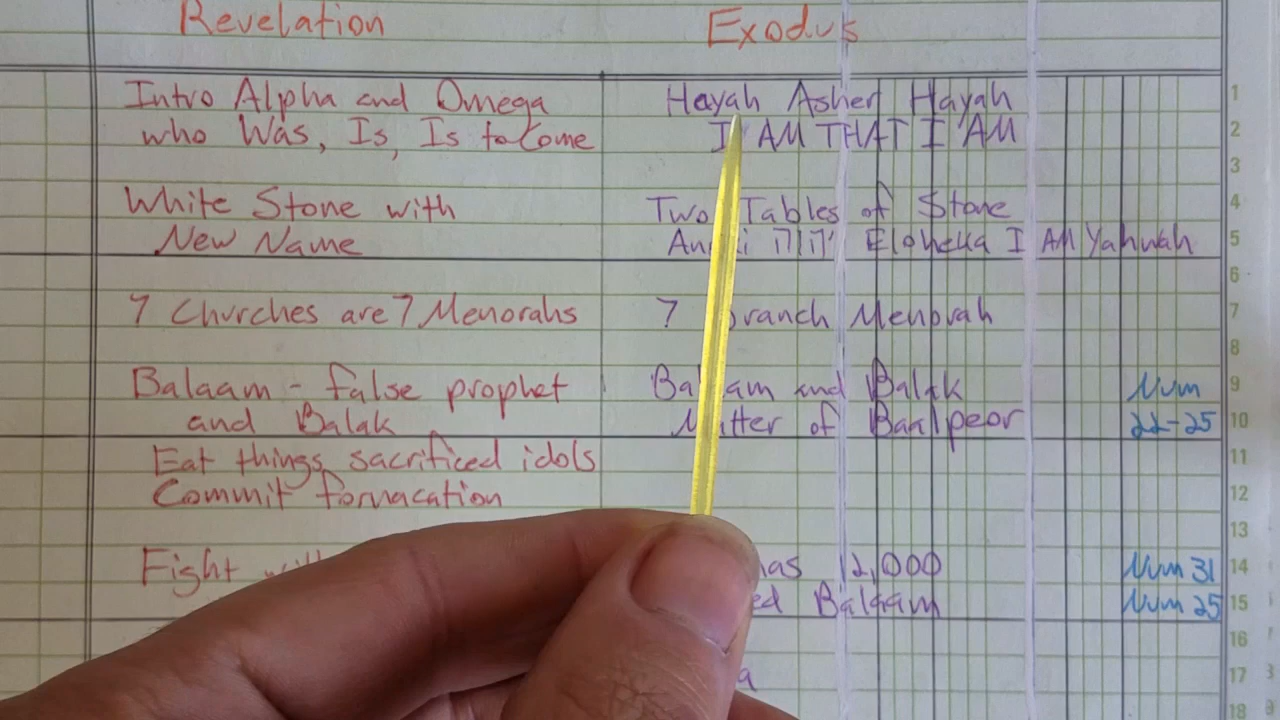 Revelation Exodus
Intro Alpha and Omega Hayah Asher Hayah 1
who Was, Is, Is to Come I AM THAT I AM 2
3
White Stone with Two Tables of Stone 4
New Name יהוה Eloheka I AM Yahuah 5
6
7 Churches are 7 Menorahs 7 Branch Menorah 7
8
Balaam - false prophet Balaam and Balak Num 9
and Balak Matter of Baalpeor 22-25 10
Eat things sacrificed idols 11
Commit fornacation 12
13
Fight 12,000 Num 31 14
Balaam Num 25 15
16
17
18